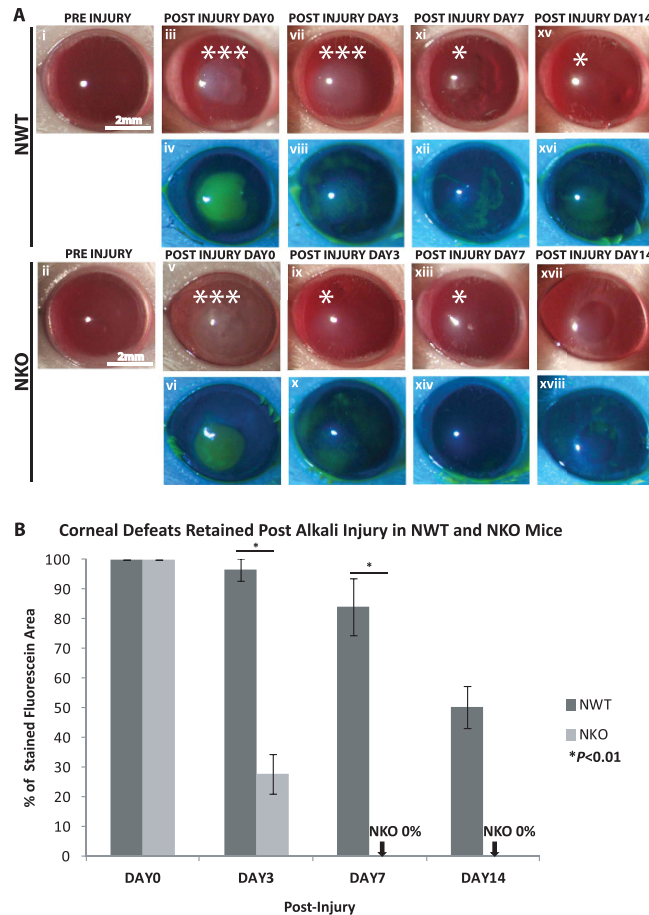 A
PRE INJURY POST INJURY DAY0 POST INJURY DAY3 POST INJURY DAY7 POST INJURY DAY14
i iii *** vii *** xi * xv *
2mm
NWT
iv viii xii xvi
PRE INJURY POST INJURY DAY0 POST INJURY DAY3 POST INJURY DAY7 POST INJURY DAY14
ii v *** ix * xiii * xvii
2mm
NKO
vi x xiv xviii
B Corneal Defeats Retained Post Alkali Injury in NWT and NKO Mice
% of Stained Fluorescein Area
100
90
80
70
60
50
40
30
20
10
0
* *
NKO 0% NKO 0%
NWT
NKO
*P<0.01
DAY0 DAY3 DAY7 DAY14
Post-Injury